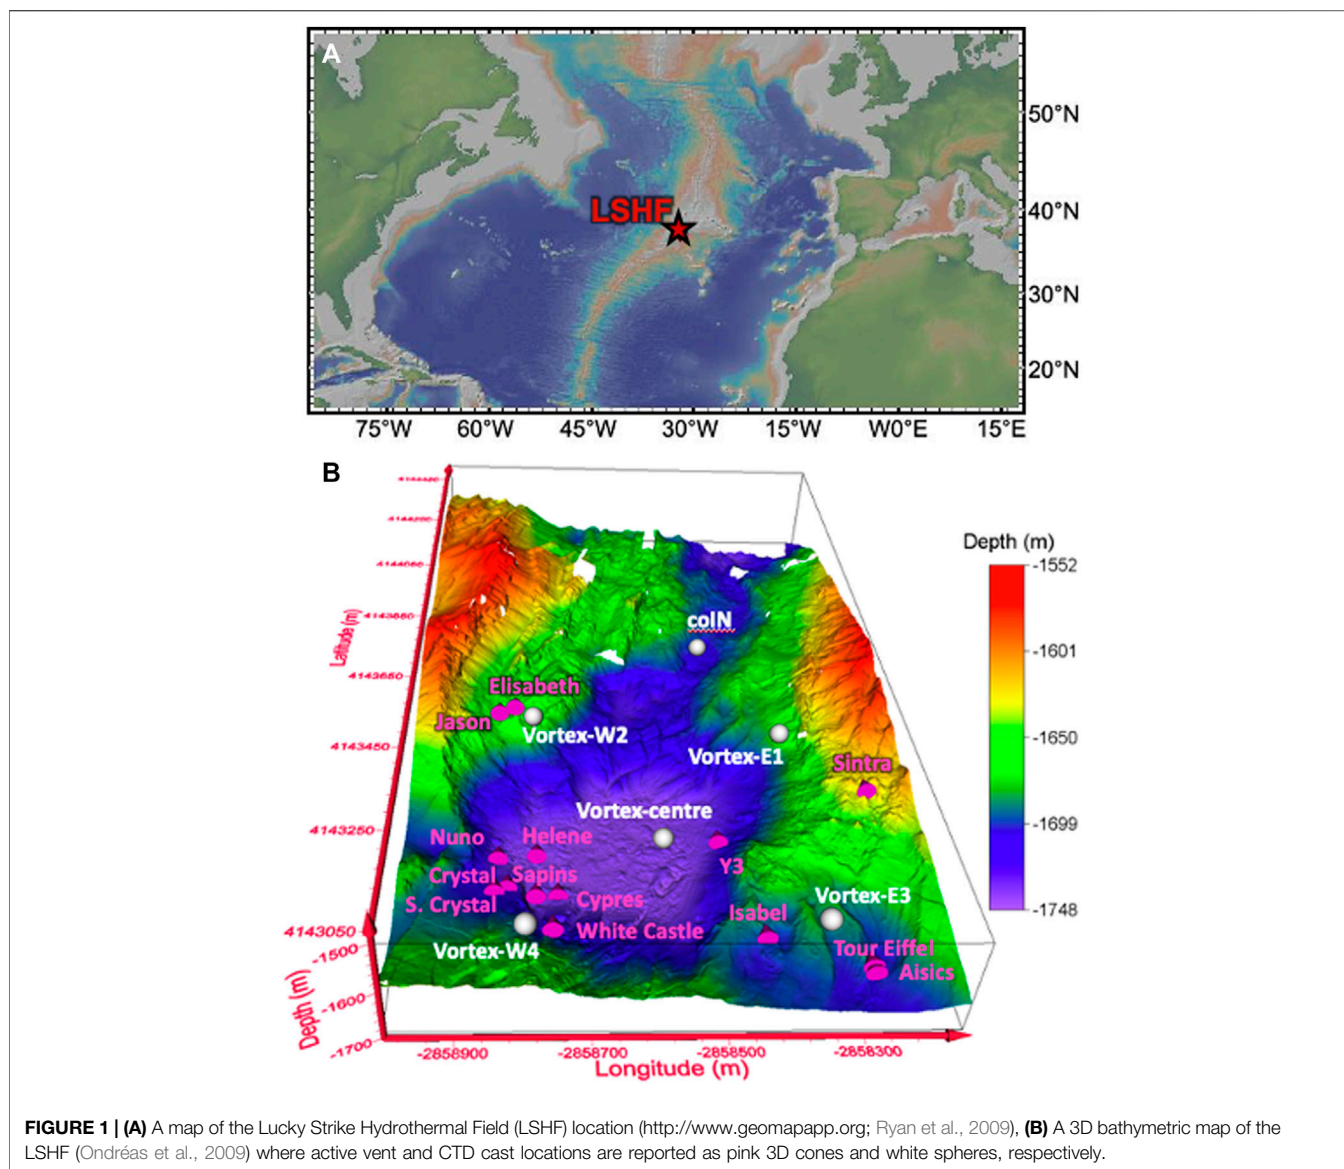 A
LSHF
50°N
40°N
30°N
20°N
75°W 60°W 45°W 30°W 15°W W0°E 15°E
B
Depth (m)
-1552
-1601
-1650
-1699
-1748
Latitude (m)
4143650
4143450
4143250
4143050
-1500
-1600
-1700
Depth (m)
colN
Elisabeth
Jason
Vortex-W2
Vortex-E1
Sintra
Vortex-centre
Nuno
Helene
Y3
Crystal
Sapins
S. Crystal
Cypres
Isabel
Vortex-E3
White Castle
Vortex-W4
Tour Eiffel
Aisics
-2858900 -2858700 -2858500 -2858300
Longitude (m)
FIGURE 1 | (A) A map of the Lucky Strike Hydrothermal Field (LSHF) location (http://www.geomapapp.org; Ryan et al., 2009), (B) A 3D bathymetric map of the
LSHF (Ondréas et al., 2009) where active vent and CTD cast locations are reported as pink 3D cones and white spheres, respectively.